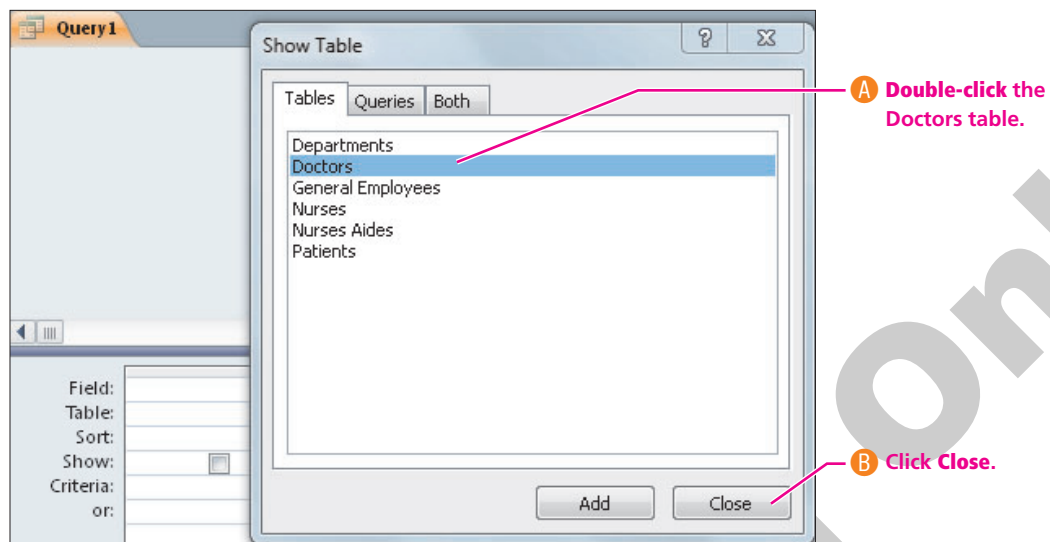 Query1
Show Table
Tables Queries Both
Departments
Doctors
General Employees
Nurses
Nurses Aides
Patients
Field:
Table:
Sort:
Show:
Criteria:
or:
Add Close
A Double-click the
Doctors table.
B Click Close.
On